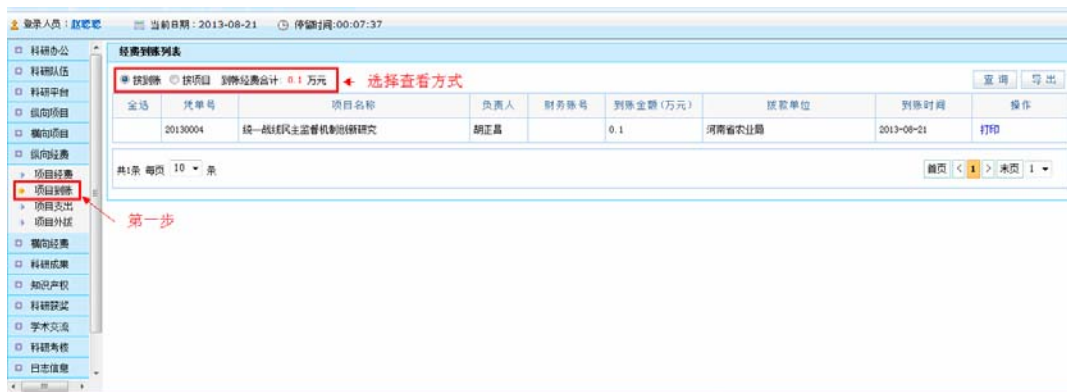 登录人员：赵聪聪 当前日期：2013-08-21 停留时间:00:07:37
科研办公
科研队伍
科研平台
纵向项目
横向项目
纵向经费
项目经费
项目到账
项目支出
项目外拨
横向经费
科研成果
知识产权
科研获奖
学术交流
科研考核
日志信息
第一步
经费到账列表
按到账 按项目 到账经费合计: 0.1 万元 选择查看方式 查询 导出
全选 凭单号 项目名称 负责人 财务账号 到账金额(万元) 拨款单位 到账时间 操作
20130004 统一战线民主监督机制创新研究 胡正昌 0.1 河南省农业局 2013-08-21 打印
共1条 每页 10 条 首页 < 1 > 末页 1